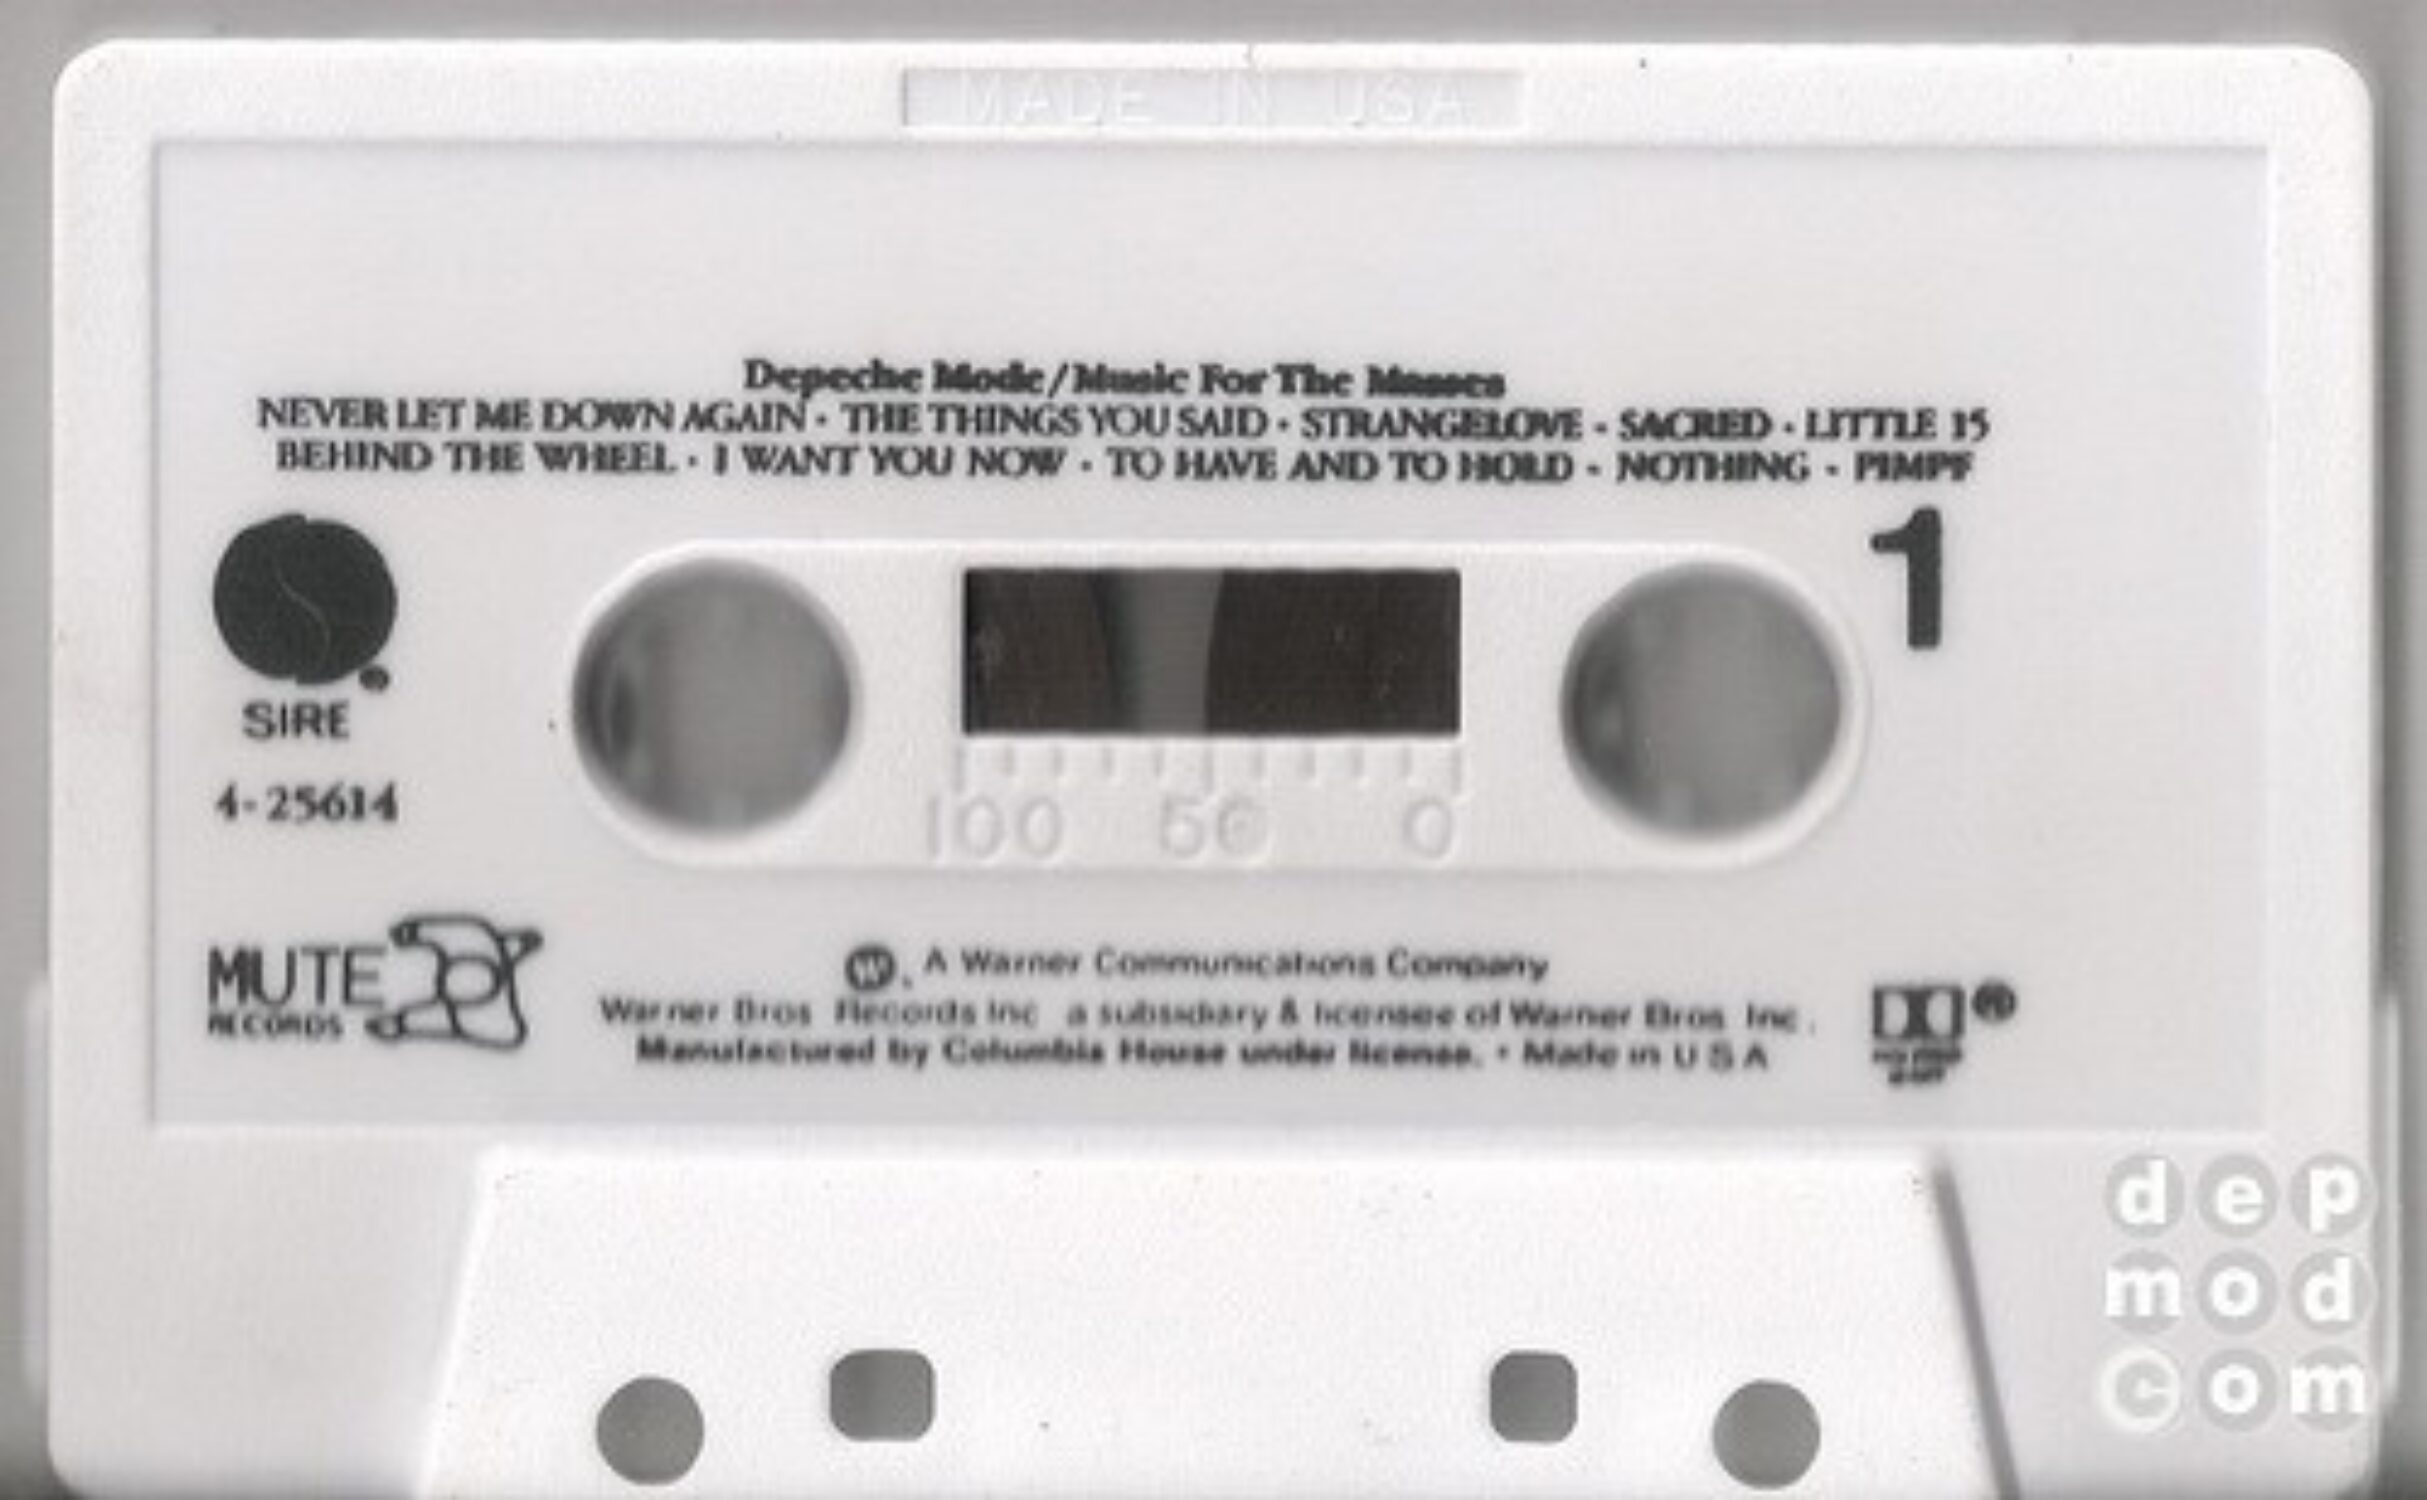 MADE IN USA
Depeche Mode/Music For The Masses
NEVER LET ME DOWN AGAIN · THE THINGS YOU SAID · STRANGELOVE · SACRED · LITTLE 15
BEHIND THE WHEEL · I WANT YOU NOW · TO HAVE AND TO HOLD · NOTHING · PIMPF
1
SIRE
4-25614
100 50 0
MUTE
RECORDS
W, A Warner Communications Company
Warner Bros Records Inc a subsidiary & licensee of Warner Bros Inc.
Manufactured by Columbia House under license. · Made in U S A
dep
mod
com